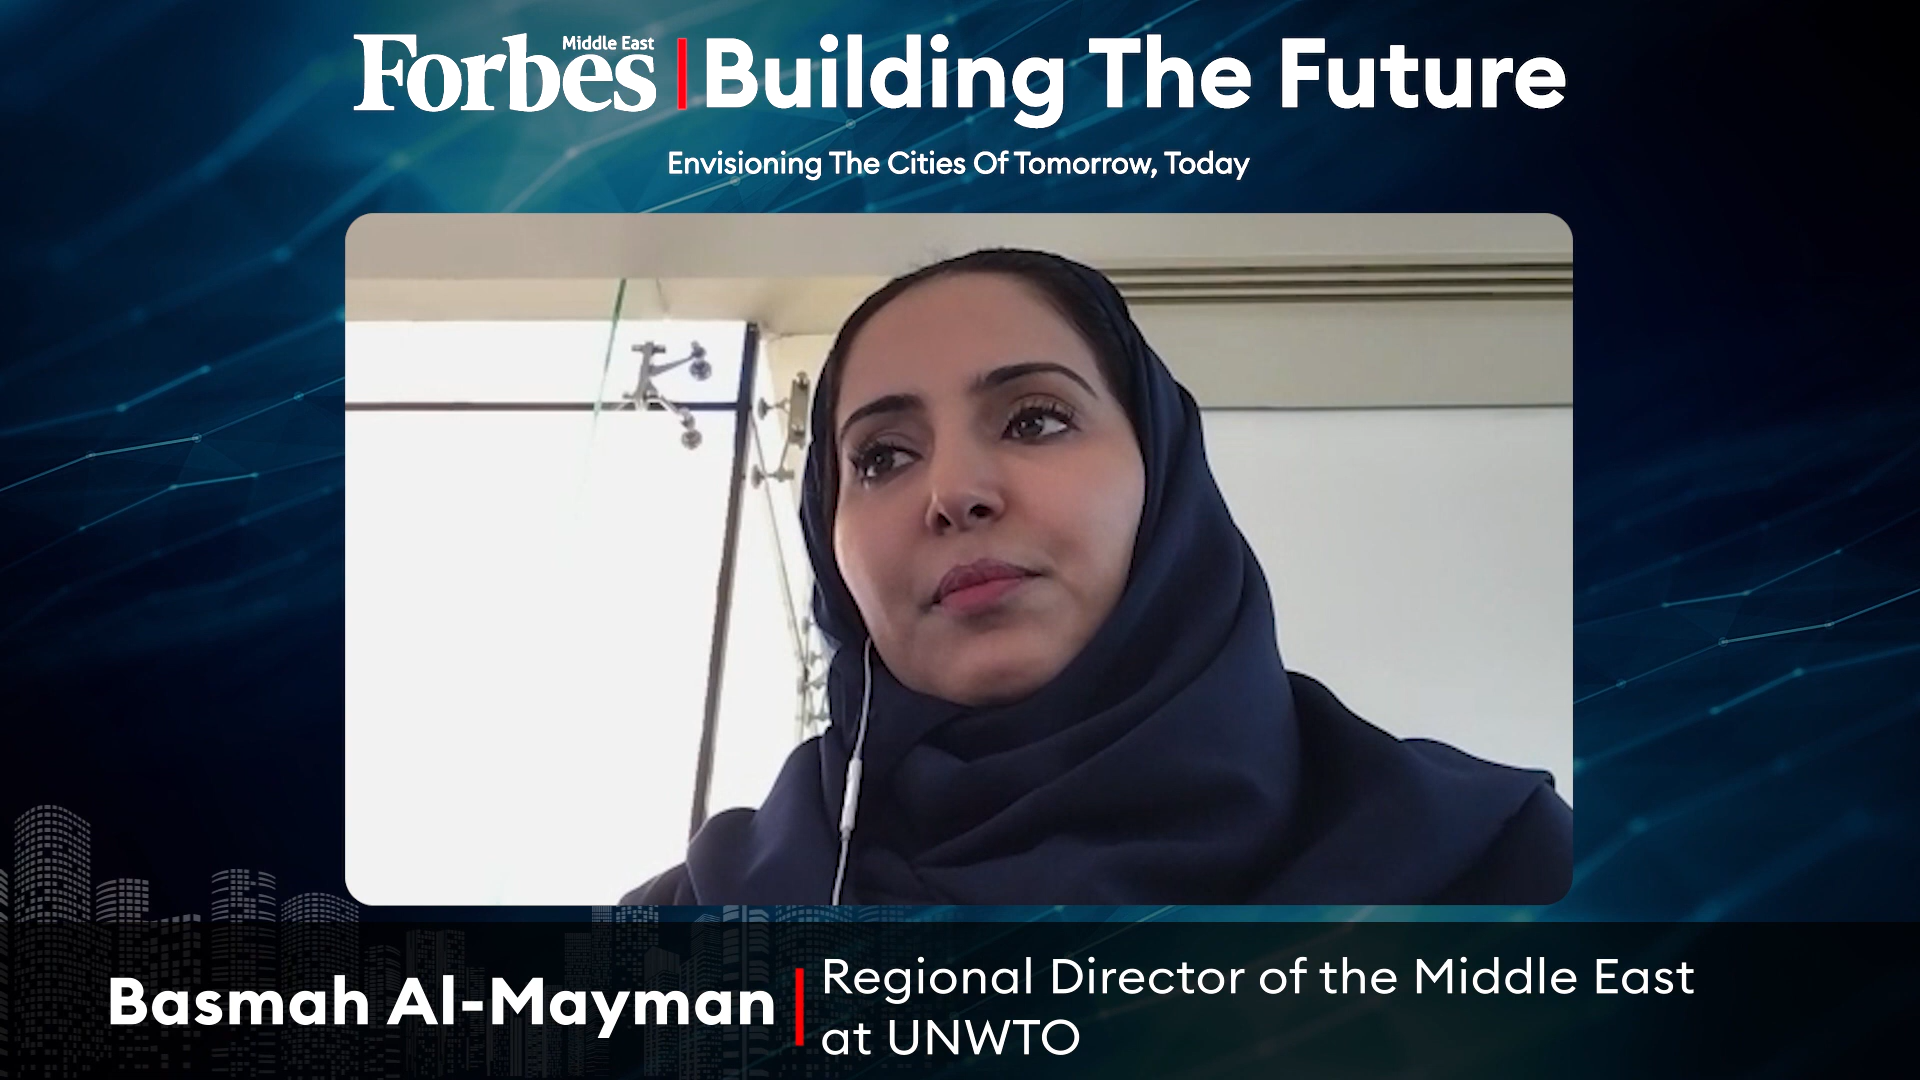 Forbes Middle East | Building The Future
Envisioning The Cities Of Tomorrow, Today
Basmah Al-Mayman
Regional Director of the Middle East
at UNWTO